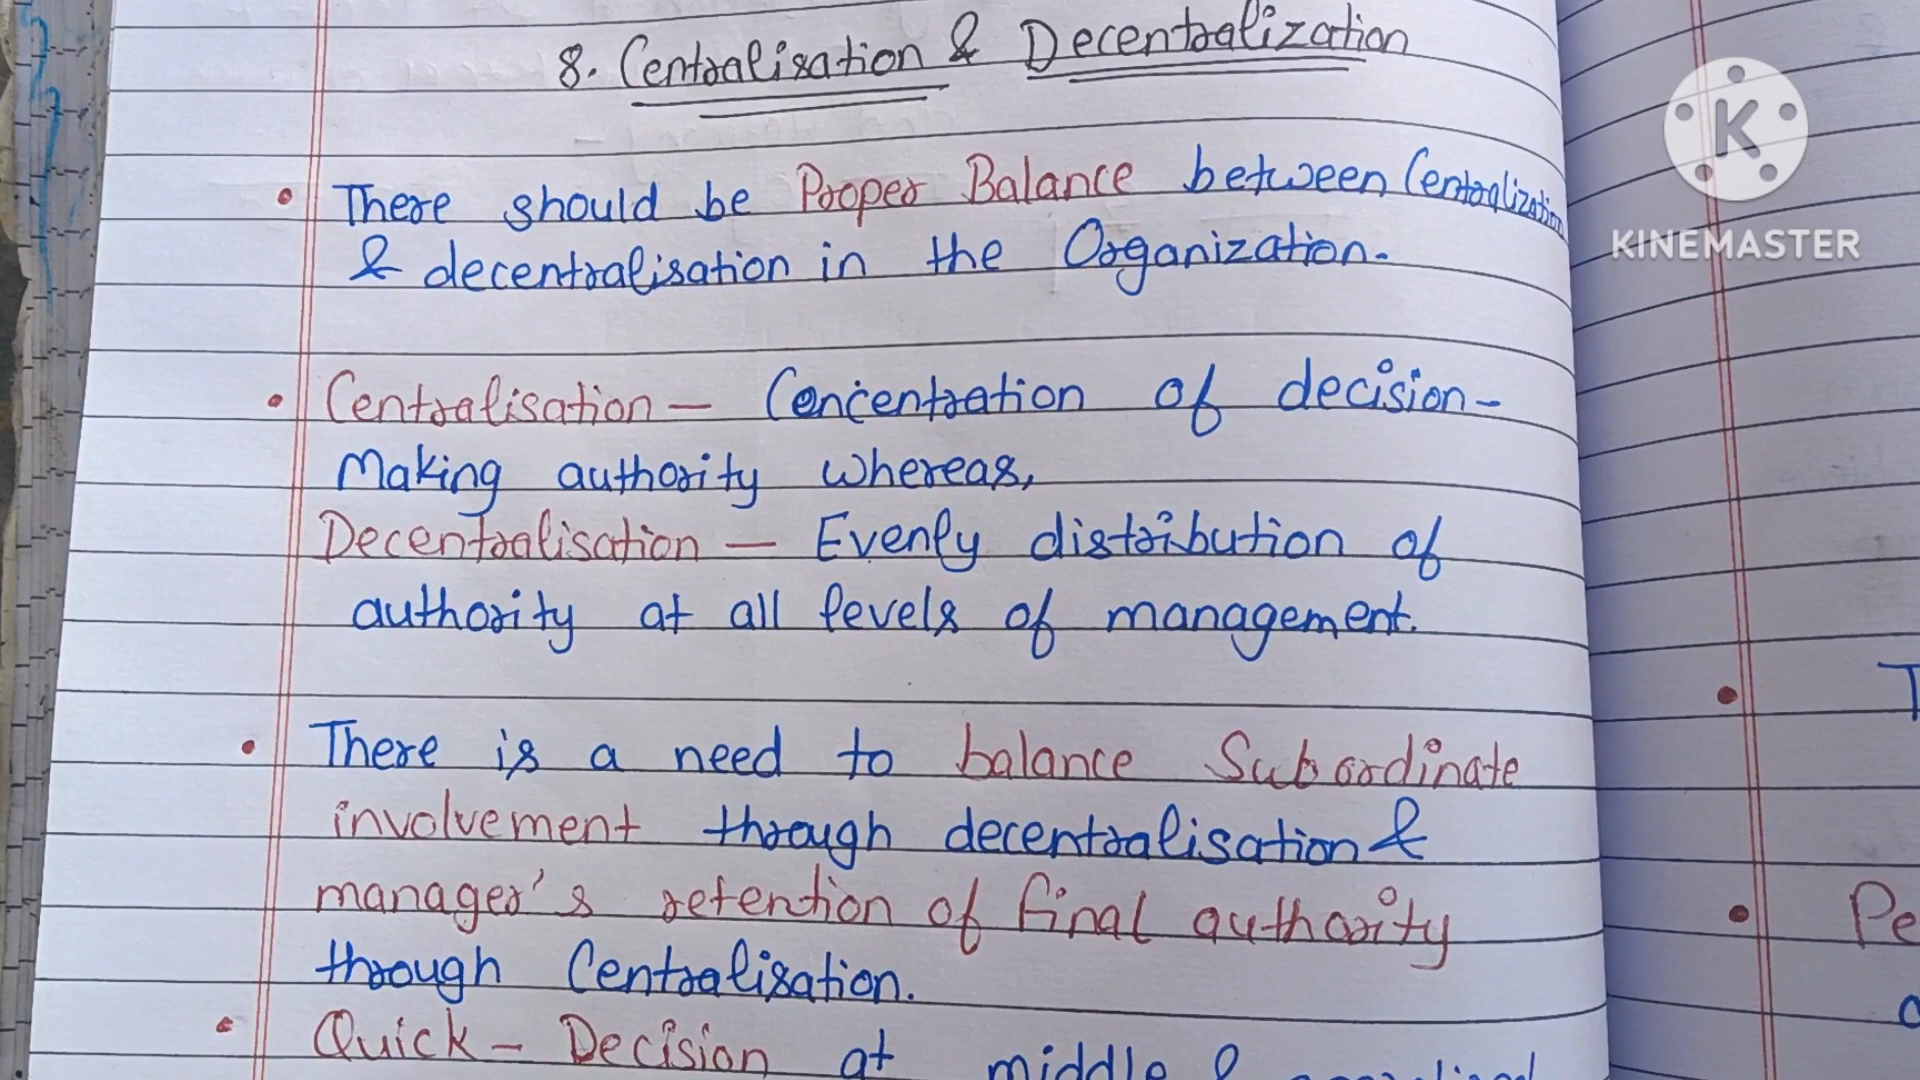 8. Centralisation & Decentralization
• There should be Proper Balance between Centralization
& decentralisation in the Organization.
• Centralisation — Concentration of decision-
Making authority whereas,
Decentralisation — Evenly distribution of
authority at all levels of management.
• There is a need to balance Subordinate
involvement through decentralisation &
manager's retention of final authority
through Centralisation.
• Quick - Decision at middle &
KINEMASTER
• T
• Pe